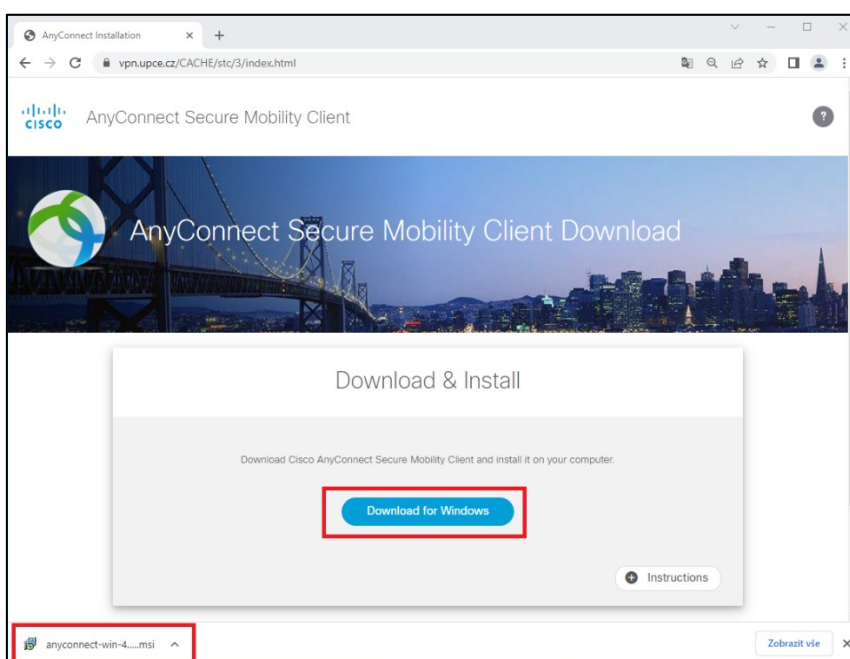 AnyConnect Installation
vpn.upce.cz/CACHE/stc/3/index.html
CISCO
AnyConnect Secure Mobility Client
?
AnyConnect Secure Mobility Client Download
Download & Install
Download Cisco AnyConnect Secure Mobility Client and install it on your computer.
Download for Windows
Instructions
anyconnect-win-4.....msi
Zobrazit vše